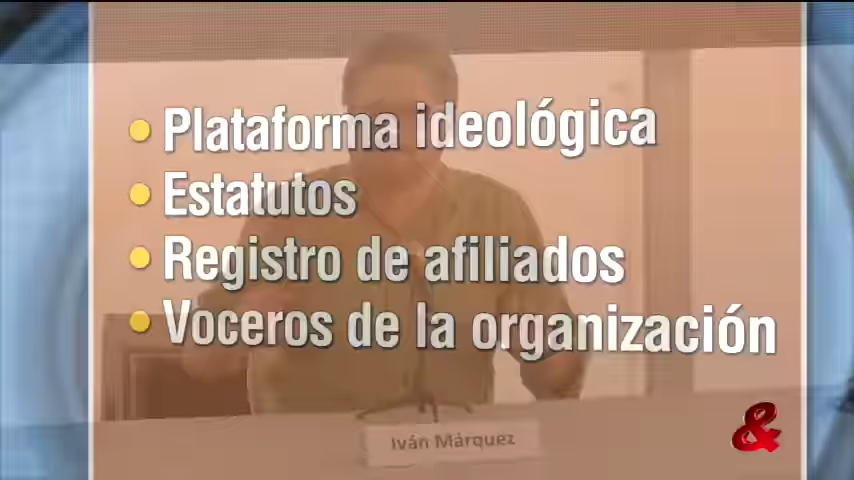 Plataforma ideológica
Estatutos
Registro de afiliados
Voceros de la organización
Iván Márquez
&